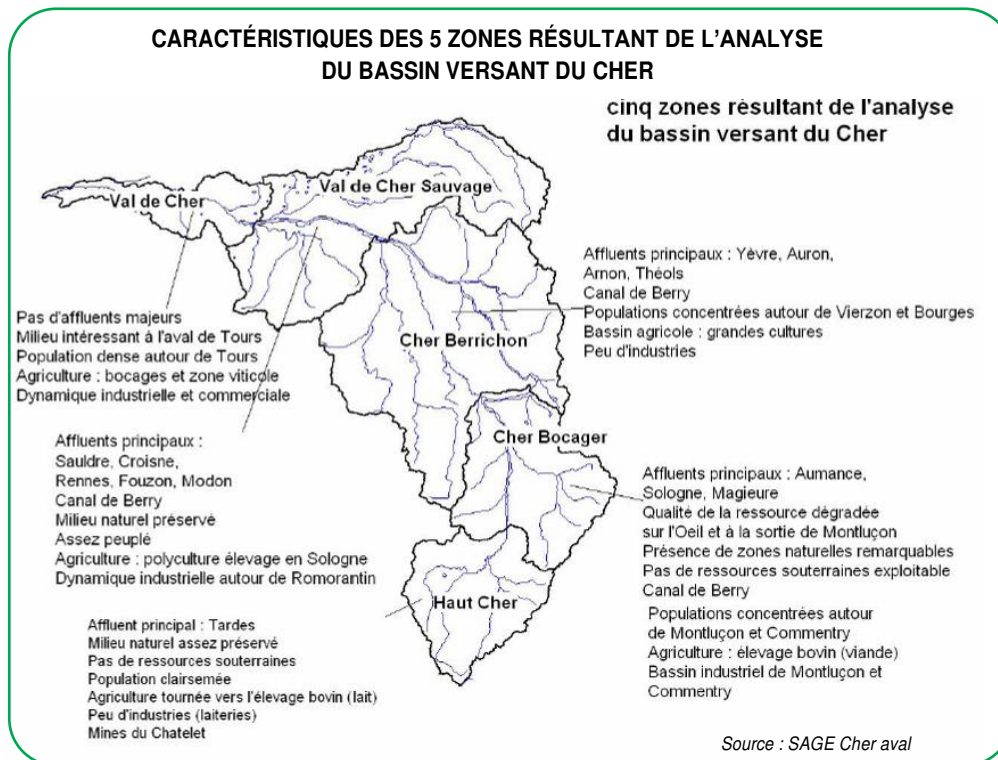 CARACTÉRISTIQUES DES 5 ZONES RÉSULTANT DE L'ANALYSE
DU BASSIN VERSANT DU CHER
cinq zones résultant de l'analyse
du bassin versant du Cher
Val de Cher Sauvage
Val de Cher
Affluents principaux : Yèvre, Auron,
Arnon, Théols
Canal de Berry
Populations concentrées autour de Vierzon et Bourges
Bassin agricole : grandes cultures
Peu d'industries
Pas d'affluents majeurs
Milieu intéressant à l'aval de Tours
Population dense autour de Tours
Agriculture : bocages et zone viticole
Dynamique industrielle et commerciale
Cher Berrichon
Affluents principaux :
Sauldre, Croisne,
Rennes, Fouzon, Modon
Canal de Berry
Milieu naturel préservé
Assez peuplé
Agriculture : polyculture élevage en Sologne
Dynamique industrielle autour de Romorantin
Cher Bocager
Affluents principaux : Aumance,
Sologne, Magieure
Qualité de la ressource dégradée
sur l'Oeil et à la sortie de Montluçon
Présence de zones naturelles remarquables
Pas de ressources souterraines exploitable
Canal de Berry
Populations concentrées autour
de Montluçon et Commentry
Agriculture : élevage bovin (viande)
Bassin industriel de Montluçon et
Commentry
Haut Cher
Affluent principal : Tardes
Milieu naturel assez préservé
Pas de ressources souterraines
Population clairsemée
Agriculture tournée vers l'élevage bovin (lait)
Peu d'industries (laiteries)
Mines du Chatelet
Source : SAGE Cher aval